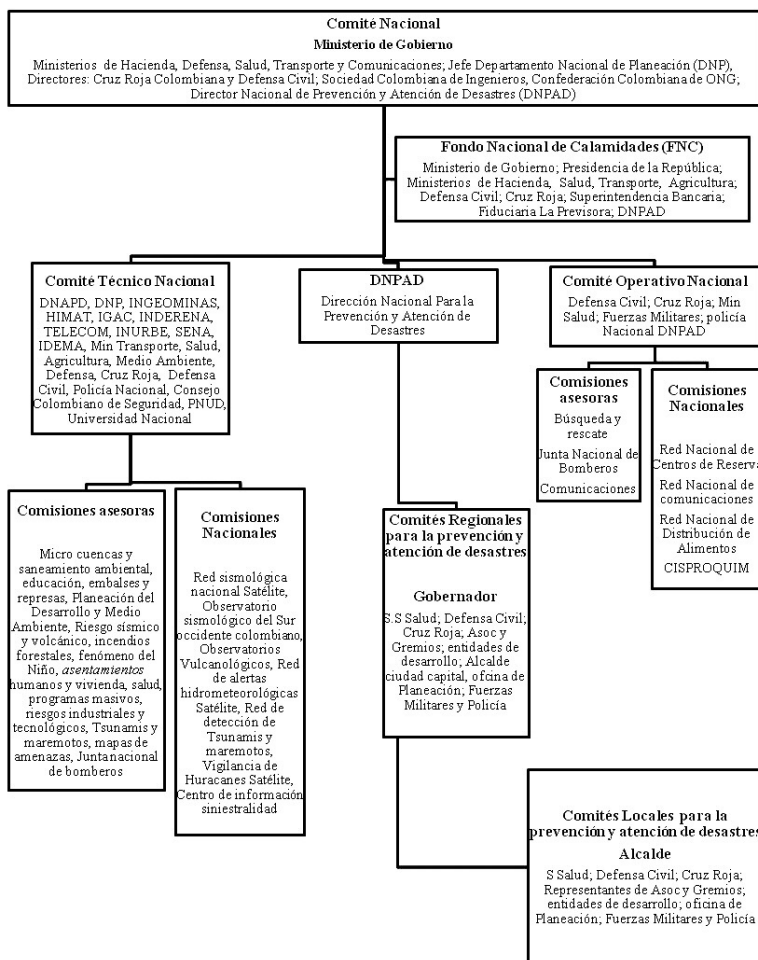 Comité Nacional
Ministerio de Gobierno
Ministerios de Hacienda, Defensa, Salud, Transporte y Comunicaciones; Jefe Departamento Nacional de Planeación (DNP),
Directores: Cruz Roja Colombiana y Defensa Civil; Sociedad Colombiana de Ingenieros, Confederación Colombiana de ONG;
Director Nacional de Prevención y Atención de Desastres (DNPAD)
Fondo Nacional de Calamidades (FNC)
Ministerio de Gobierno; Presidencia de la República;
Ministerios de Hacienda, Salud, Transporte, Agricultura;
Defensa Civil; Cruz Roja; Superintendencia Bancaria;
Fiduciaria La Previsora; DNPAD
Comité Técnico Nacional
DNAPD, DNP, INGEOMINAS,
HIMAT, IGAC, INDERENA,
TELECOM, INURBE, SENA,
IDEMA, Min Transporte, Salud,
Agricultura, Medio Ambiente,
Defensa, Cruz Roja, Defensa
Civil, Policía Nacional, Consejo
Colombiano de Seguridad, PNUD,
Universidad Nacional
DNPAD
Dirección Nacional Para la
Prevención y Atención de
Desastres
Comité Operativo Nacional
Defensa Civil; Cruz Roja; Min
Salud; Fuerzas Militares; policía
Nacional DNPAD
Comisiones
asesoras
Búsqueda y
rescate
Junta Nacional de
Bomberos
Comunicaciones
Comisiones
Nacionales
Red Nacional de
Centros de Reserva
Red Nacional de
comunicaciones
Red Nacional de
Distribución de
Alimentos
CISPROQUIM
Comisiones asesoras
Micro cuencas y
saneamiento ambiental,
educación, embalses y
represas, Planeación del
Desarrollo y Medio
Ambiente, Riesgo sísmico
y volcánico, incendios
forestales, fenómeno del
Niño, asentamientos
humanos y vivienda, salud,
programas masivos,
riesgos industriales y
tecnológicos, Tsunamis y
maremotos, mapas de
amenazas, Junta nacional
de bomberos
Comisiones
Nacionales
Red sismológica
nacional Satélite,
Observatorio
sismológico del Sur
occidente colombiano,
Observatorios
Vulcanológicos, Red
de alertas
hidrometeorológicas
Satélite, Red de
detección de
Tsunamis y
maremotos,
Vigilancia de
Huracanes Satélite,
Centro de información
siniestralidad
Comités Regionales
para la prevención y
atención de desastres
Gobernador
S.S Salud; Defensa Civil;
Cruz Roja; Asoc y
Gremios; entidades de
desarrollo; Alcalde
ciudad capital, ofcina de
Planeación; Fuerzas
Militares y Policía
Comités Locales para la
prevención y atención de desastres
Alcalde
S Salud; Defensa Civil; Cruz Roja;
Representantes de Asoc y Gremios;
entidades de desarrollo; oficina de
Planeación; Fuerzas Militares y Policía